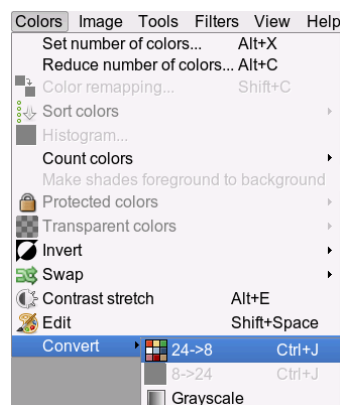 Colors Image Tools Filters View Help
Set number of colors... Alt+X
Reduce number of colors... Alt+C
Color remapping... Shift+C
Sort colors
Histogram...
Count colors
Make shades foreground to background
Protected colors
Transparent colors
Invert
Swap
Contrast stretch Alt+E
Edit Shift+Space
Convert 24->8 Ctrl+J
8->24 Ctrl+J
Grayscale